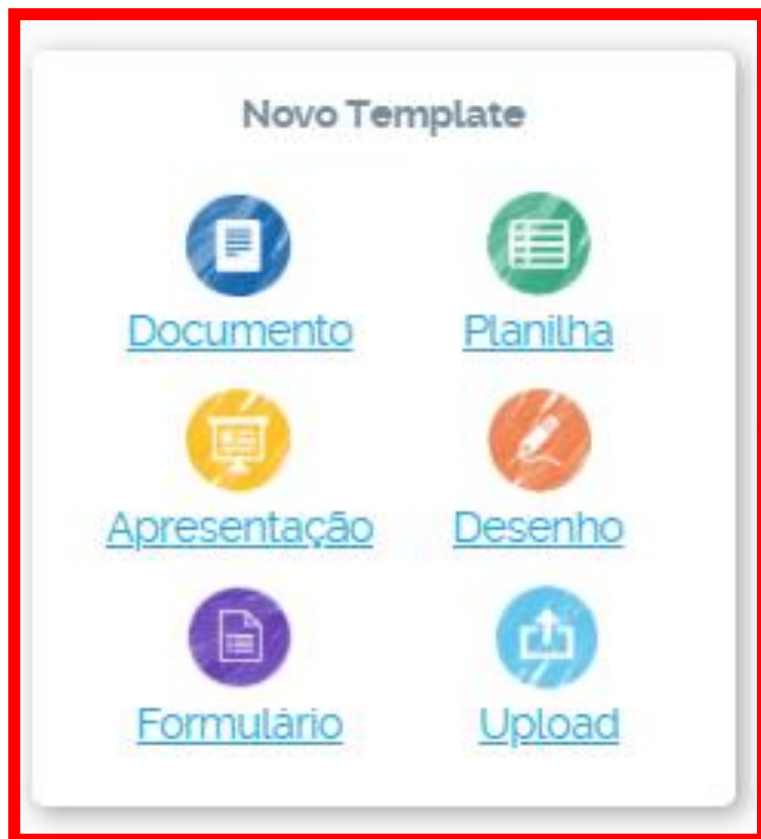 Novo Template
Documento Planilha
Apresentação Desenho
Formulário Upload